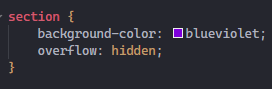 section {
    background-color: blueviolet;
    overflow: hidden;
}